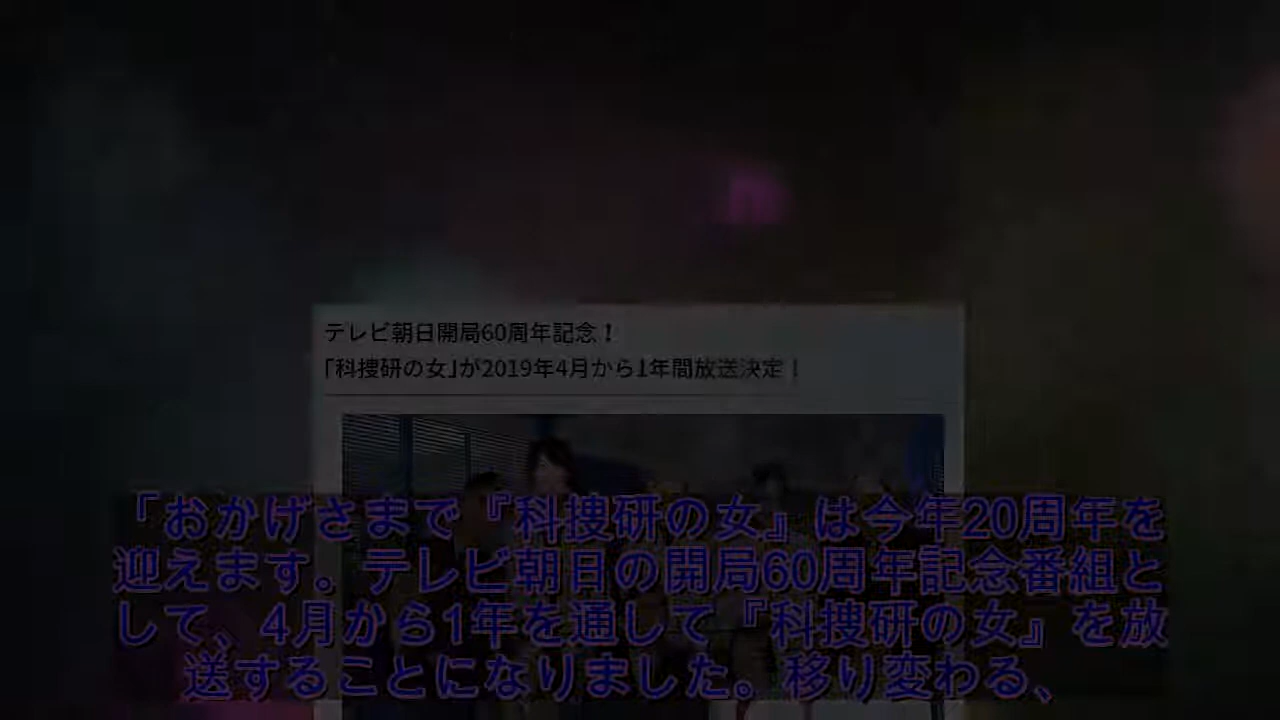 テレビ朝日開局60周年記念！
「科捜研の女」が2019年4月から1年間放送決定！
「おかげさまで『科捜研の女』は今年20周年を
迎えます。テレビ朝日の開局60周年記念番組と
して、4月から1年を通して『科捜研の女』を放
送することになりました。移り変わる、